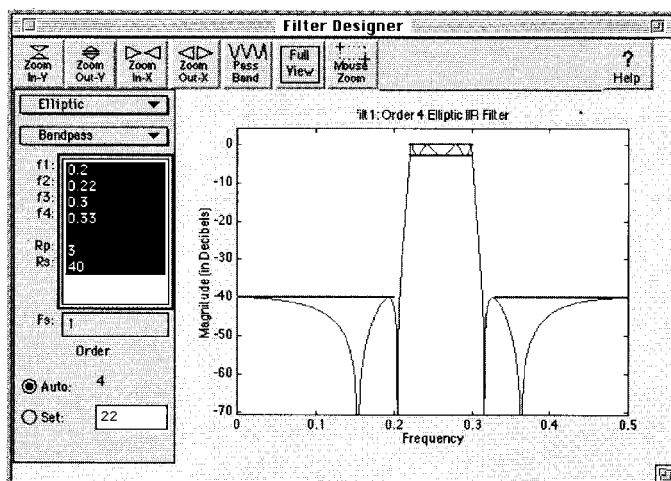 Filter Designer
Zoom In-Y
Zoom Out-Y
Zoom In-X
Zoom Out-X
Pass Band
Full View
Mouse Zoom
?
Help
Elliptic
Bandpass
f1: 0.2
f2: 0.22
f3: 0.3
f4: 0.33
Rp: 3
Rs: 40
Fs: 1
Order
Auto: 4
Set: 22
filt1: Order 4 Elliptic IIR Filter
Magnitude (in Decibels)
0
-10
-20
-30
-40
-50
-60
-70
0 0.1 0.2 0.3 0.4 0.5
Frequency